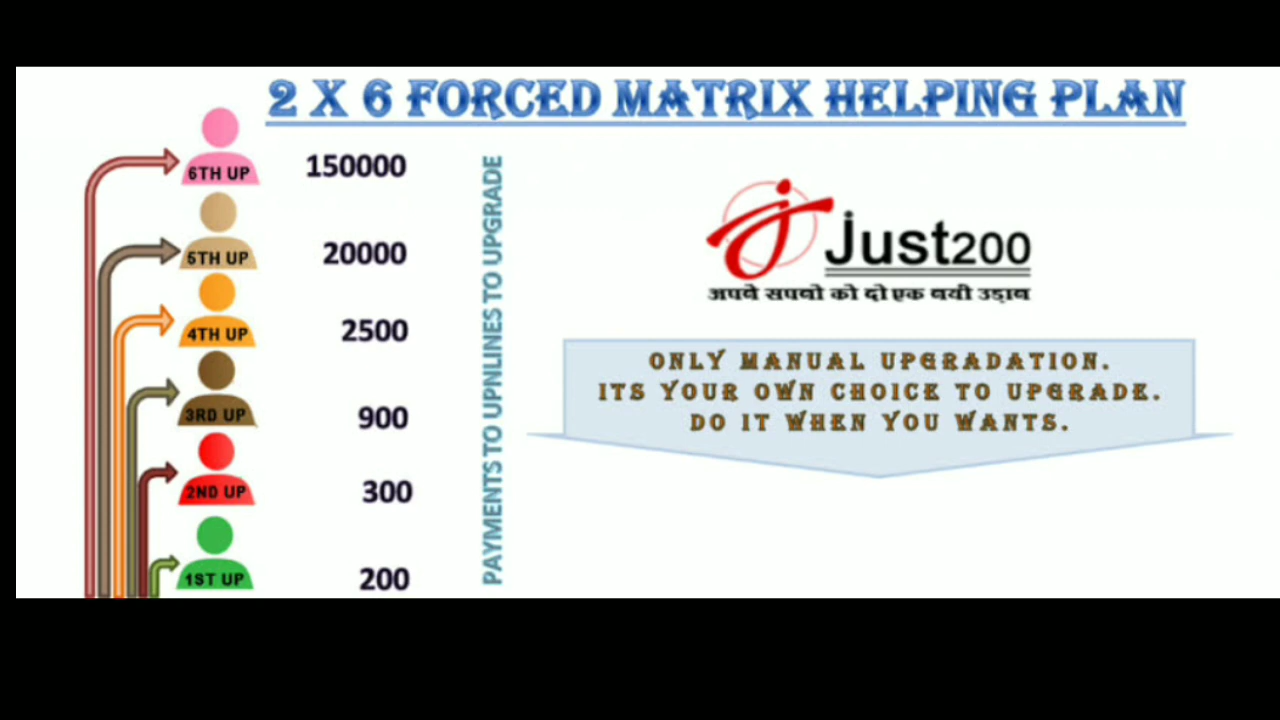 2 X 6 FORCED MATRIX HELPING PLAN
6TH UP 150000
5TH UP 20000
4TH UP 2500
3RD UP 900
2ND UP 300
1ST UP 200
PAYMENTS TO UPNLINES TO UPGRADE
Just200
अपने सपनो को दो एक नयी उड़ान
ONLY MANUAL UPGRADATION.
ITS YOUR OWN CHOICE TO UPGRADE.
DO IT WHEN YOU WANTS.